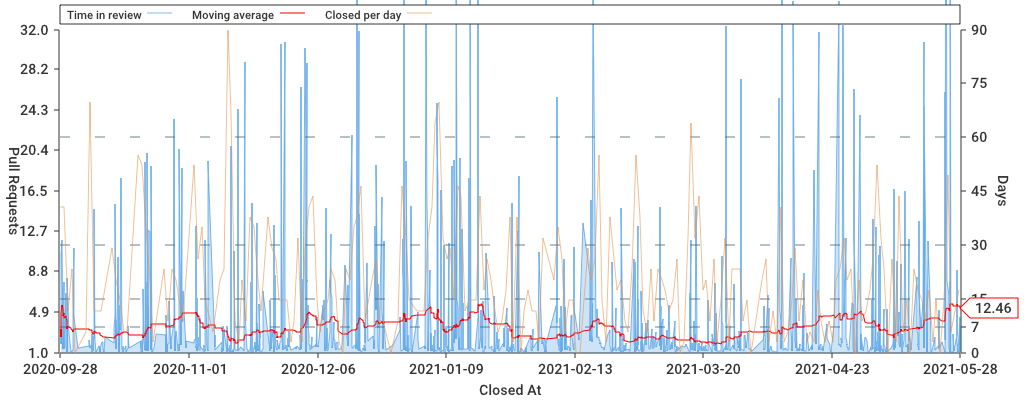 Time in review Moving average Closed per day
32.0 90
28.2 75
24.3
20.4 60
16.5 45
12.7 30
8.8
4.9 15
12.46
7
1.0 0
Pull Requests
Days
2020-09-28 2020-11-01 2020-12-06 2021-01-09 2021-02-13 2021-03-20 2021-04-23 2021-05-28
Closed At